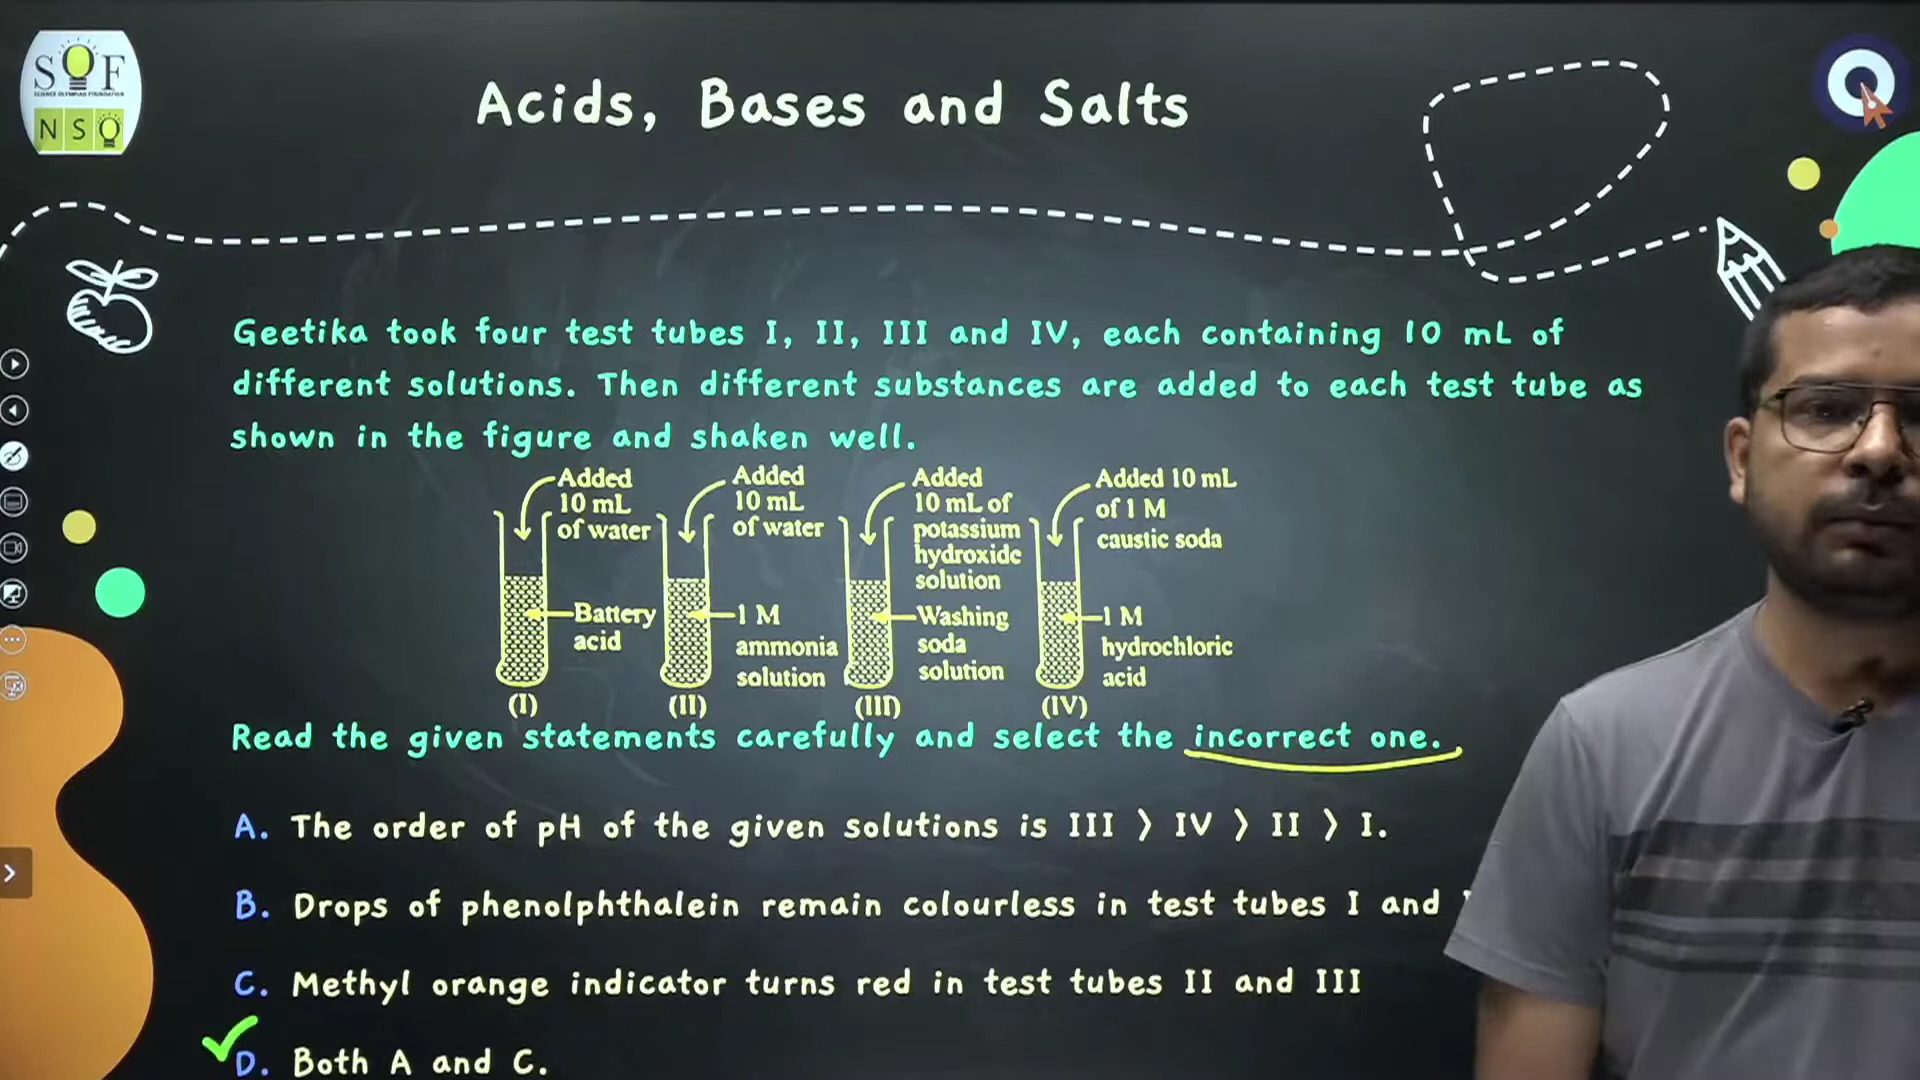 SOF
SCIENCE OLYMPIAD FOUNDATION
NSO
Acids, Bases and Salts
Geetika took four test tubes I, II, III and IV, each containing 10 mL of
different solutions. Then different substances are added to each test tube as
shown in the figure and shaken well.
Added
10 mL
of water
Battery
acid
(I)
Added
10 mL
of water
1 M
ammonia
solution
(II)
Added
10 mL of
potassium
hydroxide
solution
Washing
soda
solution
(III)
Added 10 mL
of 1 M
caustic soda
1 M
hydrochloric
acid
(IV)
Read the given statements carefully and select the incorrect one.
A. The order of pH of the given solutions is III > IV > II > I.
B. Drops of phenolphthalein remain colourless in test tubes I and
C. Methyl orange indicator turns red in test tubes II and III
D. Both A and C.